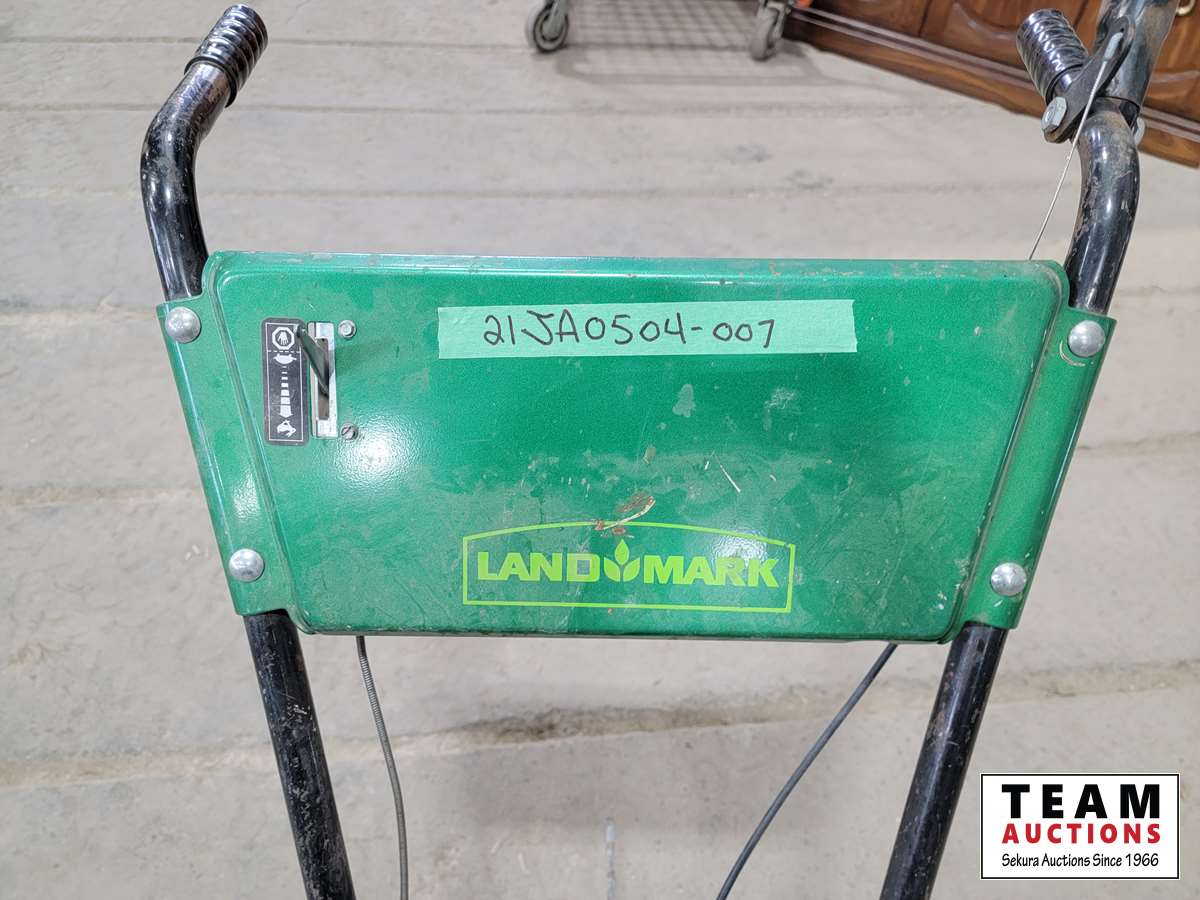 21JA0504-007
LANDMARK
TEAM
AUCTIONS
Sekura Auctions Since 1966